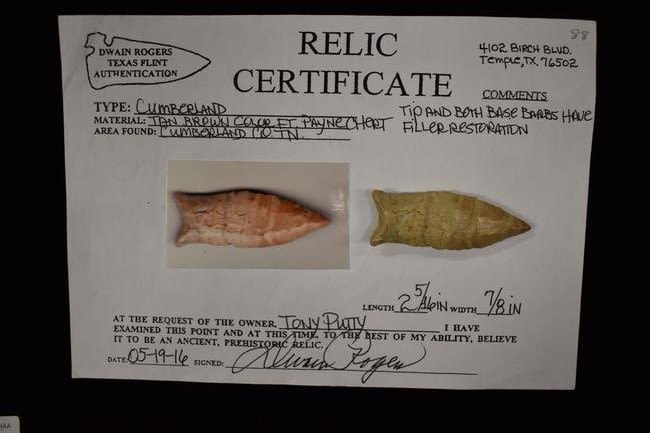 88
DWAIN ROGERS
TEXAS FLINT
AUTHENTICATION
RELIC
CERTIFICATE
4102 BIRCH BLVD.
Temple, TX. 76502
TYPE: CUMBERLAND
MATERIAL: TAN BROWN COLOR FT. PAYNE CHERT
AREA FOUND: CUMBERLAND CO. TN.
COMMENTS
TIP AND BOTH BASE BARBS HAVE
FILLER RESTORATION
LENGTH 2 5/16 IN WIDTH 7/8 IN
AT THE REQUEST OF THE OWNER, TONY PUTTY I HAVE
EXAMINED THIS POINT AND AT THIS TIME, TO THE BEST OF MY ABILITY, BELIEVE
IT TO BE AN ANCIENT, PREHISTORIC RELIC.
DATE: 05-19-16 SIGNED: Dwain Rogers